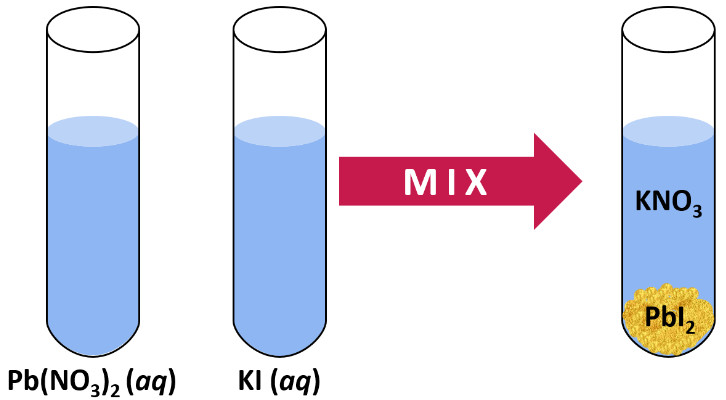 Pb(NO₃)₂ (aq)
KI (aq)
MIX
KNO₃
PbI₂